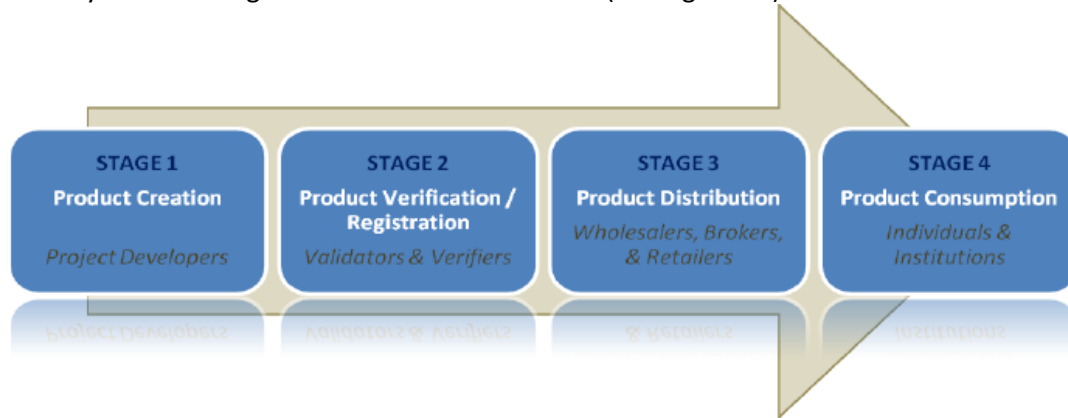 STAGE 1
Product Creation
Project Developers
STAGE 2
Product Verification /
Registration
Validators & Verifiers
STAGE 3
Product Distribution
Wholesalers, Brokers,
& Retailers
STAGE 4
Product Consumption
Individuals &
Institutions